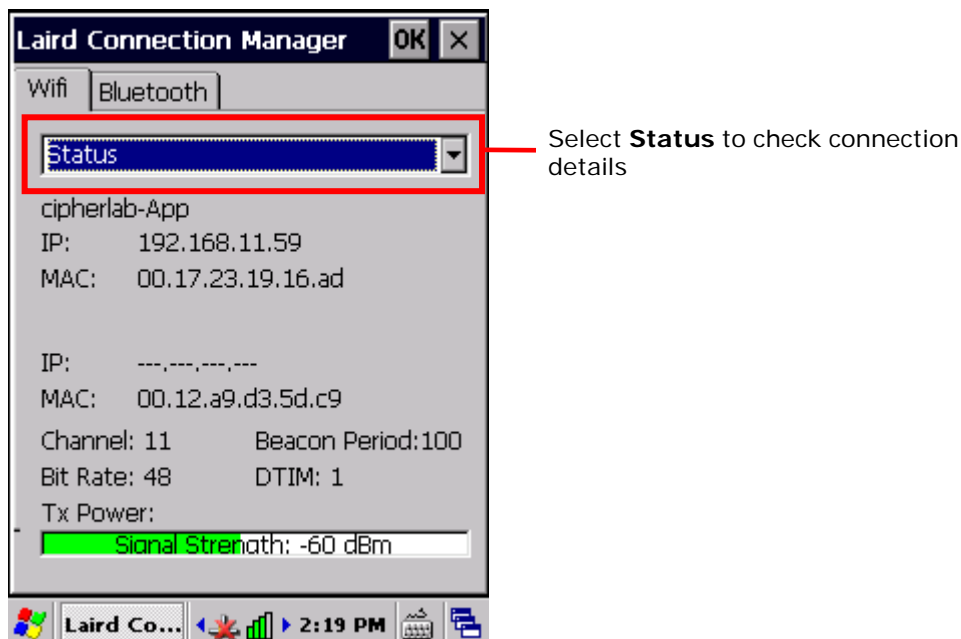 Laird Connection Manager OK ×
Wifi Bluetooth
Status
Select Status to check connection
details
cipherlab-App
IP: 192.168.11.59
MAC: 00.17.23.19.16.ad
IP: ---.---.---.---
MAC: 00.12.a9.d3.5d.c9
Channel: 11 Beacon Period:100
Bit Rate: 48 DTIM: 1
Tx Power:
Signal Strength: -60 dBm
Laird Co... 2:19 PM